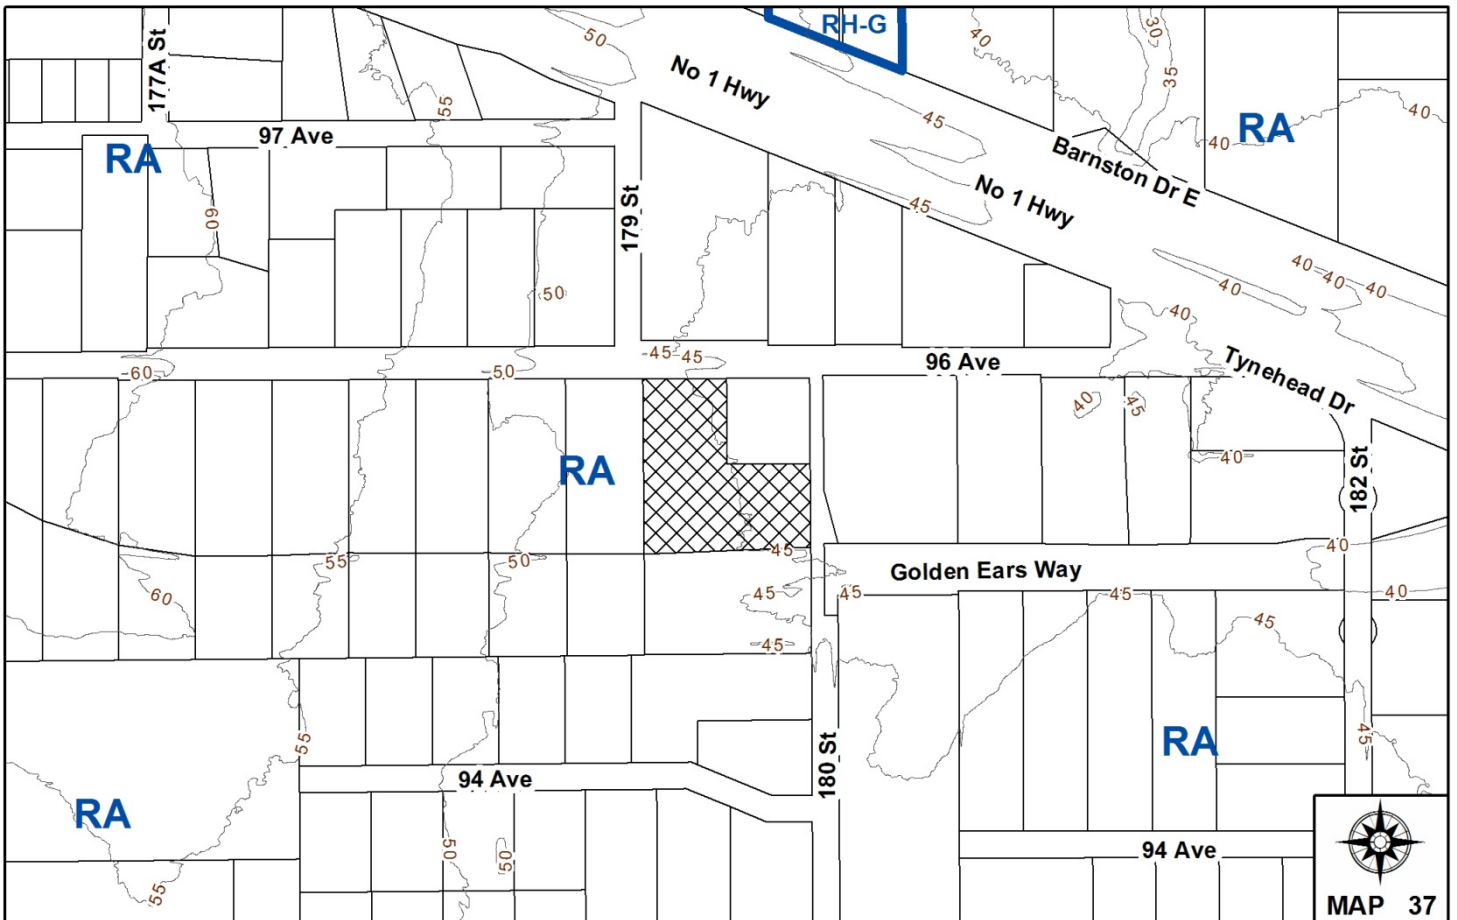 RH-G
50
40
30
177A St
No 1 Hwy
35
55
45
40
RA
97 Ave
40
RA
Barnston Dr E
No 1 Hwy
45
60
179 St
40
40
40
50
40
40
-45
45
96 Ave
Tynehead Dr
-60
-50
40
45
RA
40
182 St
45
40
55
50
Golden Ears Way
60
45
45
45
45
40
45
55
RA
45
180 St
94 Ave
RA
50
50
94 Ave
55
MAP 37